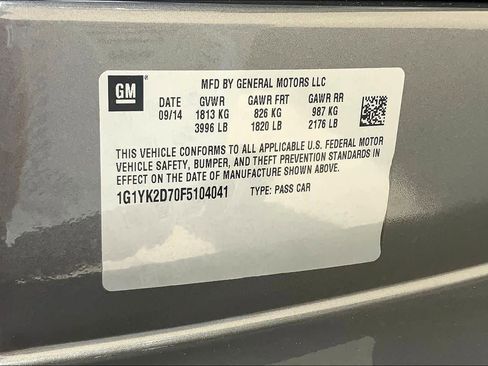 GM
MFD BY GENERAL MOTORS LLC
DATE GVWR GAWR FRT GAWR RR
09/14 1813 KG 826 KG 987 KG
3996 LB 1820 LB 2176 LB
THIS VEHICLE CONFORMS TO ALL APPLICABLE U.S. FEDERAL MOTOR
VEHICLE SAFETY, BUMPER, AND THEFT PREVENTION STANDARDS IN
EFFECT ON THE DATE OF MANUFACTURE SHOWN ABOVE.
1G1YK2D70F5104041 TYPE: PASS CAR